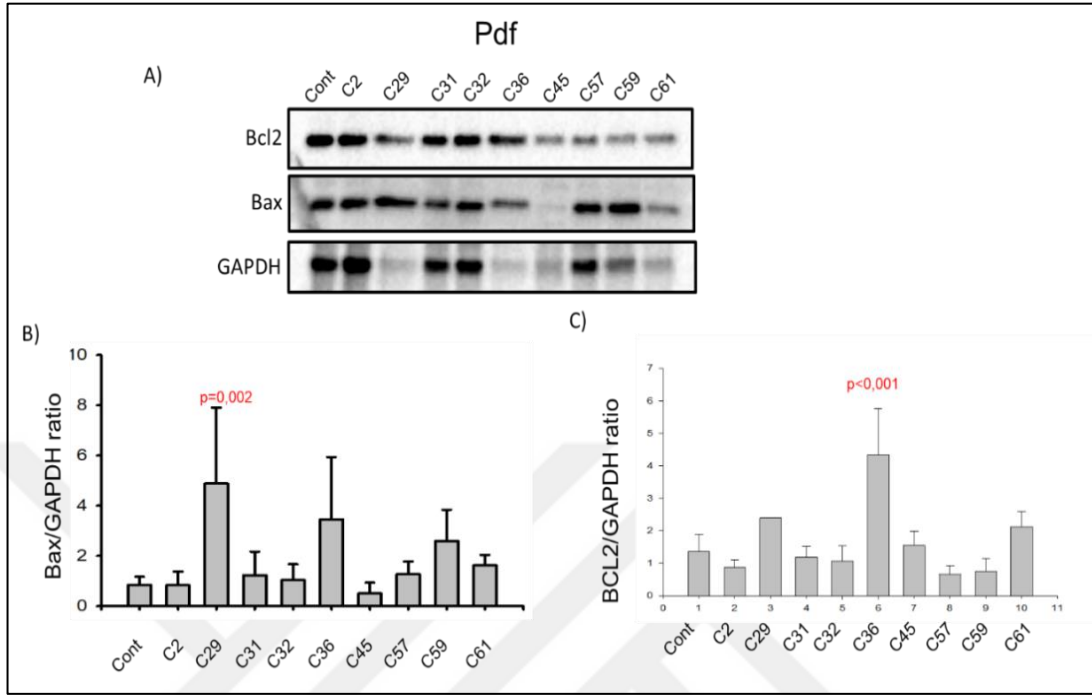 Pdf
A)
Cont C2 C29 C31 C32 C36 C45 C57 C59 C61
Bcl2
Bax
GAPDH
B)
Bax/GAPDH ratio
10
8
6
4
2
0
p=0,002
Cont C2 C29 C31 C32 C36 C45 C57 C59 C61
C)
BCL2/GAPDH ratio
7
6
5
4
3
2
1
0
p<0,001
0 1 2 3 4 5 6 7 8 9 10 11
Cont C2 C29 C31 C32 C36 C45 C57 C59 C61